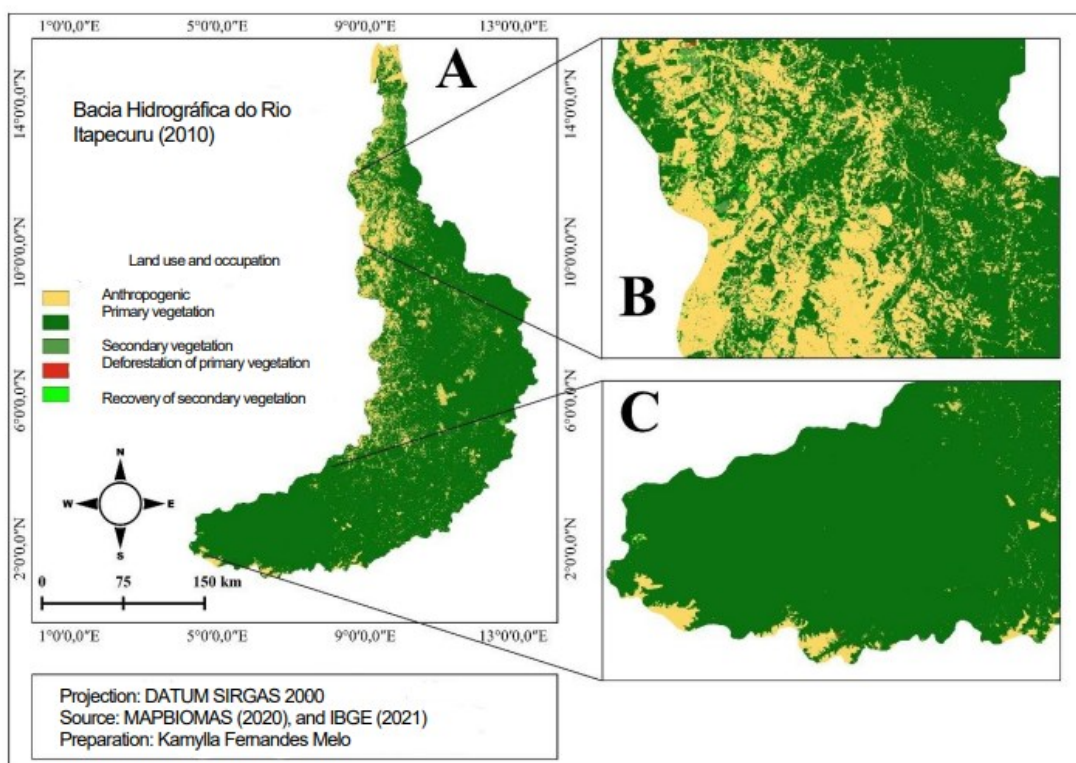 1°0'0,0"E 5°0'0,0"E 9°0'0,0"E 13°0'0,0"E
A
Bacia Hidrográfica do Rio
Itapecuru (2010)
14°0'0,0"N
10°0'0,0"N
6°0'0,0"N
2°0'0,0"N
Land use and occupation
Anthropogenic
Primary vegetation
Secondary vegetation
Deforestation of primary vegetation
Recovery of secondary vegetation
N
W E
S
0 75 150 km
1°0'0,0"E 5°0'0,0"E 9°0'0,0"E 13°0'0,0"E
14°0'0,0"N
10°0'0,0"N
6°0'0,0"N
2°0'0,0"N
B
C
Projection: DATUM SIRGAS 2000
Source: MAPBIOMAS (2020), and IBGE (2021)
Preparation: Kamylla Fernandes Melo